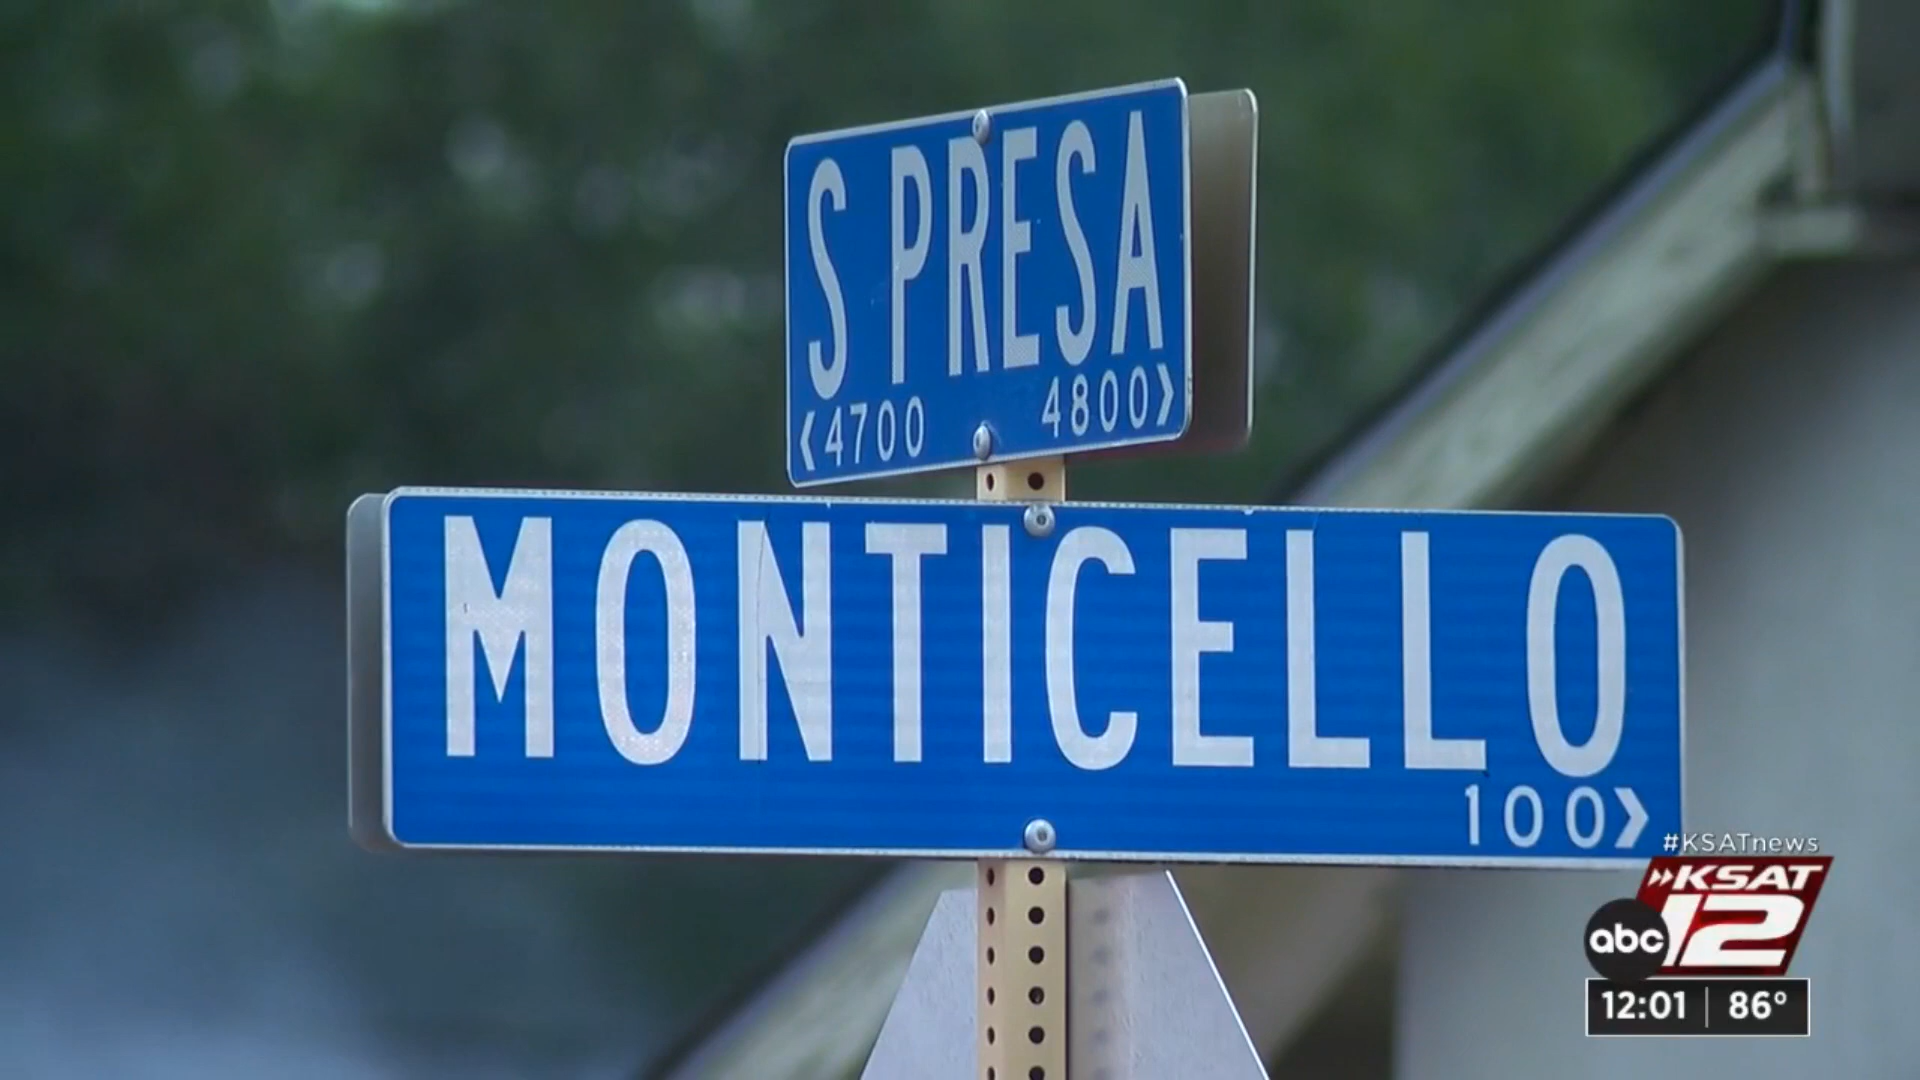 S PRESA
<4700 4800>
MONTICELLO
100>
#KSATnews
KSAT
abc 12
12:01 | 86°